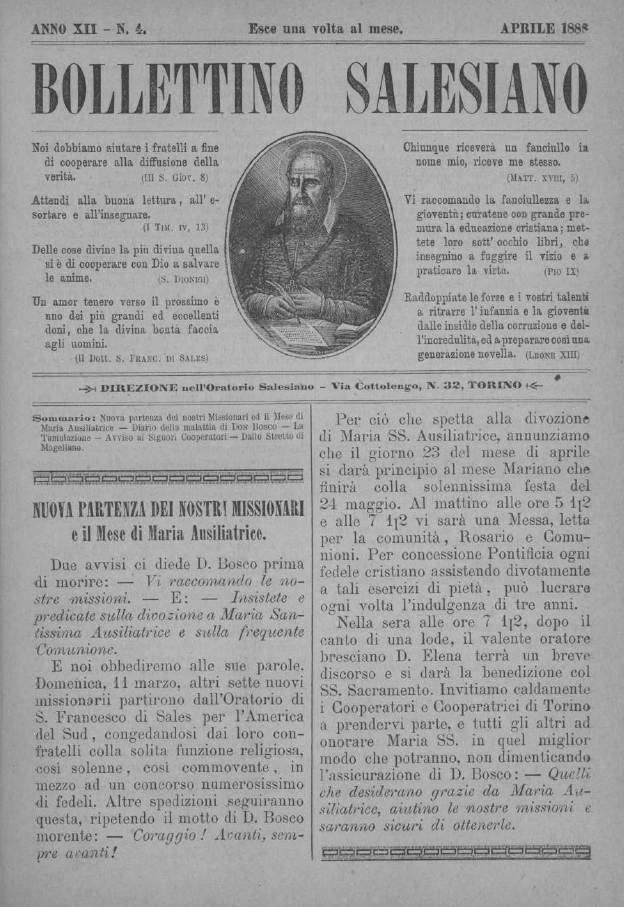 ANNO XII - N. 4.
Esce una volta al mese.
APRILE 1888
BOLLETTINO SALESIANO
Noi dobbiamo aiutare i fratelli a fine
di cooperare alla diffusione della
verità. (III S. Giov. 8)
Attendi alla buona lettura, all' e-
sortare e all'insegnare.
(I Tim. IV, 13)
Delle cose divine la più divina quella
si è di cooperare con Dio a salvare
le anime. (S. Dionigi)
Un amor tenero verso il prossimo è
uno dei più grandi ed eccellenti
doni, che la divina bontà faccia
agli uomini.
(Il Dott. S. Franc. di Sales)
Chiunque riceverà un fanciullo in
nome mio, riceve me stesso.
(Matt. XVIII, 5)
Vi raccomando la fanciullezza e la
gioventù; curatene con grande pre-
mura la educazione cristiana; met-
tete loro sott' occhio libri, che
insegnino a fuggire il vizio e a
praticare la virtù. (Pio IX)
Raddoppiate le forze e i vostri talenti
a ritrarre l' infanzia e la gioventù
dalle insidie della corruzione e del-
l'incredulità, ed a preparare così una
generazione novella. (Leone XIII)
DIREZIONE nell'Oratorio Salesiano - Via Cottolengo, N. 32, TORINO
Sommario: Nuova partenza dei nostri Missionari ed il Mese di
Maria Ausiliatrice — Diario della malattia di Don Bosco — La
Tumulazione — Avviso ai Signori Cooperatori — Dallo Stretto di
Magellano.
NUOVA PARTENZA DEI NOSTRI MISSIONARI
e il Mese di Maria Ausiliatrice.
Due avvisi ci diede D. Bosco prima
di morire: — Vi raccomando le no-
stre missioni. — E: — Insistete e
predicate sulla divozione a Maria San-
tissima Ausiliatrice e sulla frequente
Comunione.
E noi obbediremo alle sue parole.
Domenica, 11 marzo, altri sette nuovi
missionarii partirono dall'Oratorio di
S. Francesco di Sales per l'America
del Sud, congedandosi dai loro con-
fratelli colla solita funzione religiosa,
così solenne, così commovente, in
mezzo ad un concorso numerosissimo
di fedeli. Altre spedizioni seguiranno
questa, ripetendo il motto di D. Bosco
morente: — Coraggio! Avanti, sem-
pre avanti!
Per ciò che spetta alla divozione
di Maria SS. Ausiliatrice, annunziamo
che il giorno 23 del mese di aprile
si darà principio al mese Mariano che
finirà colla solennissima festa del
24 maggio. Al mattino alle ore 5 1|2
e alle 7 1|2 vi sarà una Messa, letta
per la comunità, Rosario e Comu-
nioni. Per concessione Pontificia ogni
fedele cristiano assistendo divotamente
a tali esercizi di pietà, può lucrare
ogni volta l'indulgenza di tre anni.
Nella sera alle ore 7 1|2, dopo il
canto di una lode, il valente oratore
bresciano D. Elena terrà un breve
discorso e si darà la benedizione col
SS. Sacramento. Invitiamo caldamente
i Cooperatori e Cooperatrici di Torino
a prendervi parte, e tutti gli altri ad
onorare Maria SS. in quel miglior
modo che potranno, non dimenticando
l'assicurazione di D. Bosco: — Quelli
che desiderano grazie da Maria Au-
siliatrice, aiutino le nostre missioni e
saranno sicuri di ottenerle.